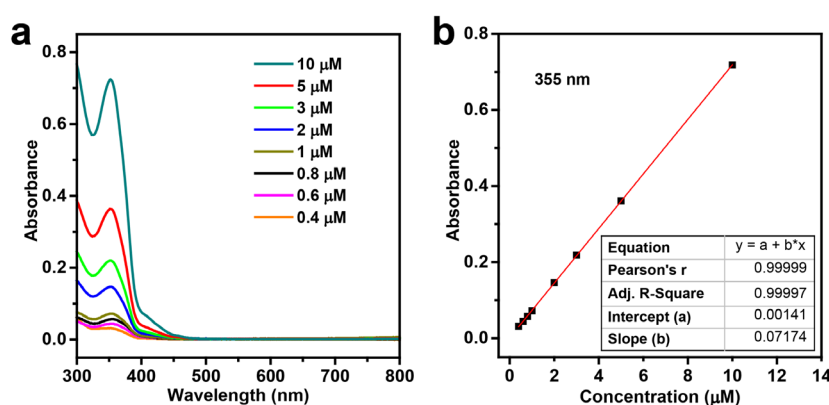 a
Absorbance
0.8
0.6
0.4
0.2
0.0
10 μM
5 μM
3 μM
2 μM
1 μM
0.8 μM
0.6 μM
0.4 μM
300 400 500 600 700 800
Wavelength (nm)
b
Absorbance
0.8
0.6
0.4
0.2
0.0
355 nm
Equation y = a + b*x
Pearson's r 0.99999
Adj. R-Square 0.99997
Intercept (a) 0.00141
Slope (b) 0.07174
0 2 4 6 8 10 12 14
Concentration (μM)